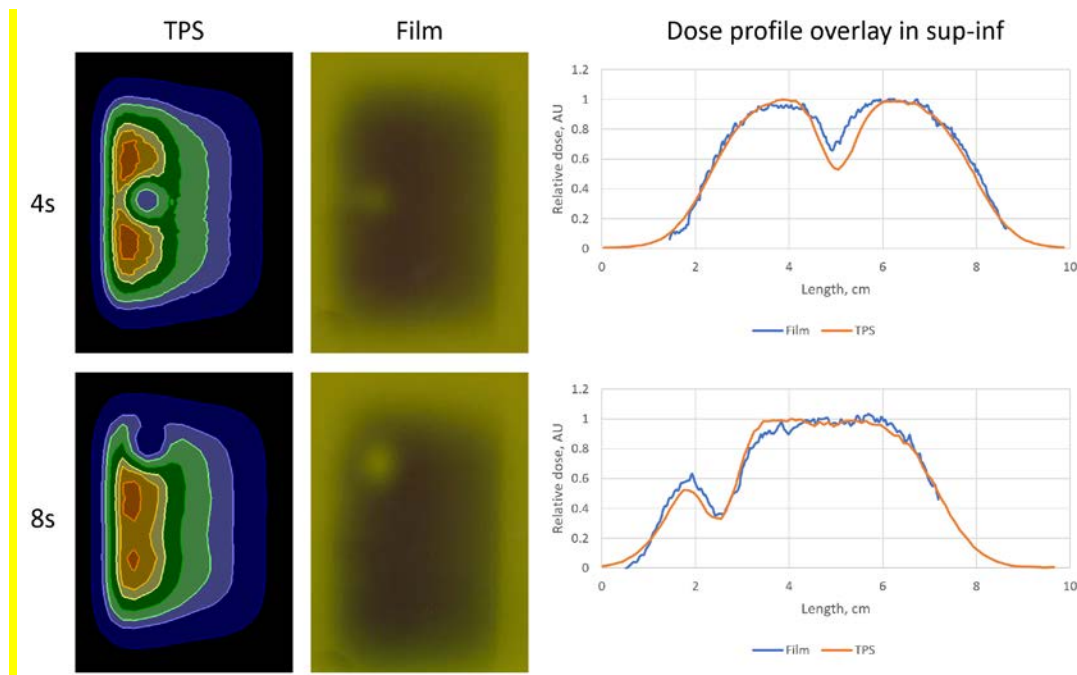 TPS
Film
Dose profile overlay in sup-inf
4s
Relative dose, AU
1.2
1
0.8
0.6
0.4
0.2
0
0 2 4 6 8 10
Length, cm
Film TPS
8s
Relative dose, AU
1.2
1
0.8
0.6
0.4
0.2
0
0 2 4 6 8 10
Length, cm
Film TPS